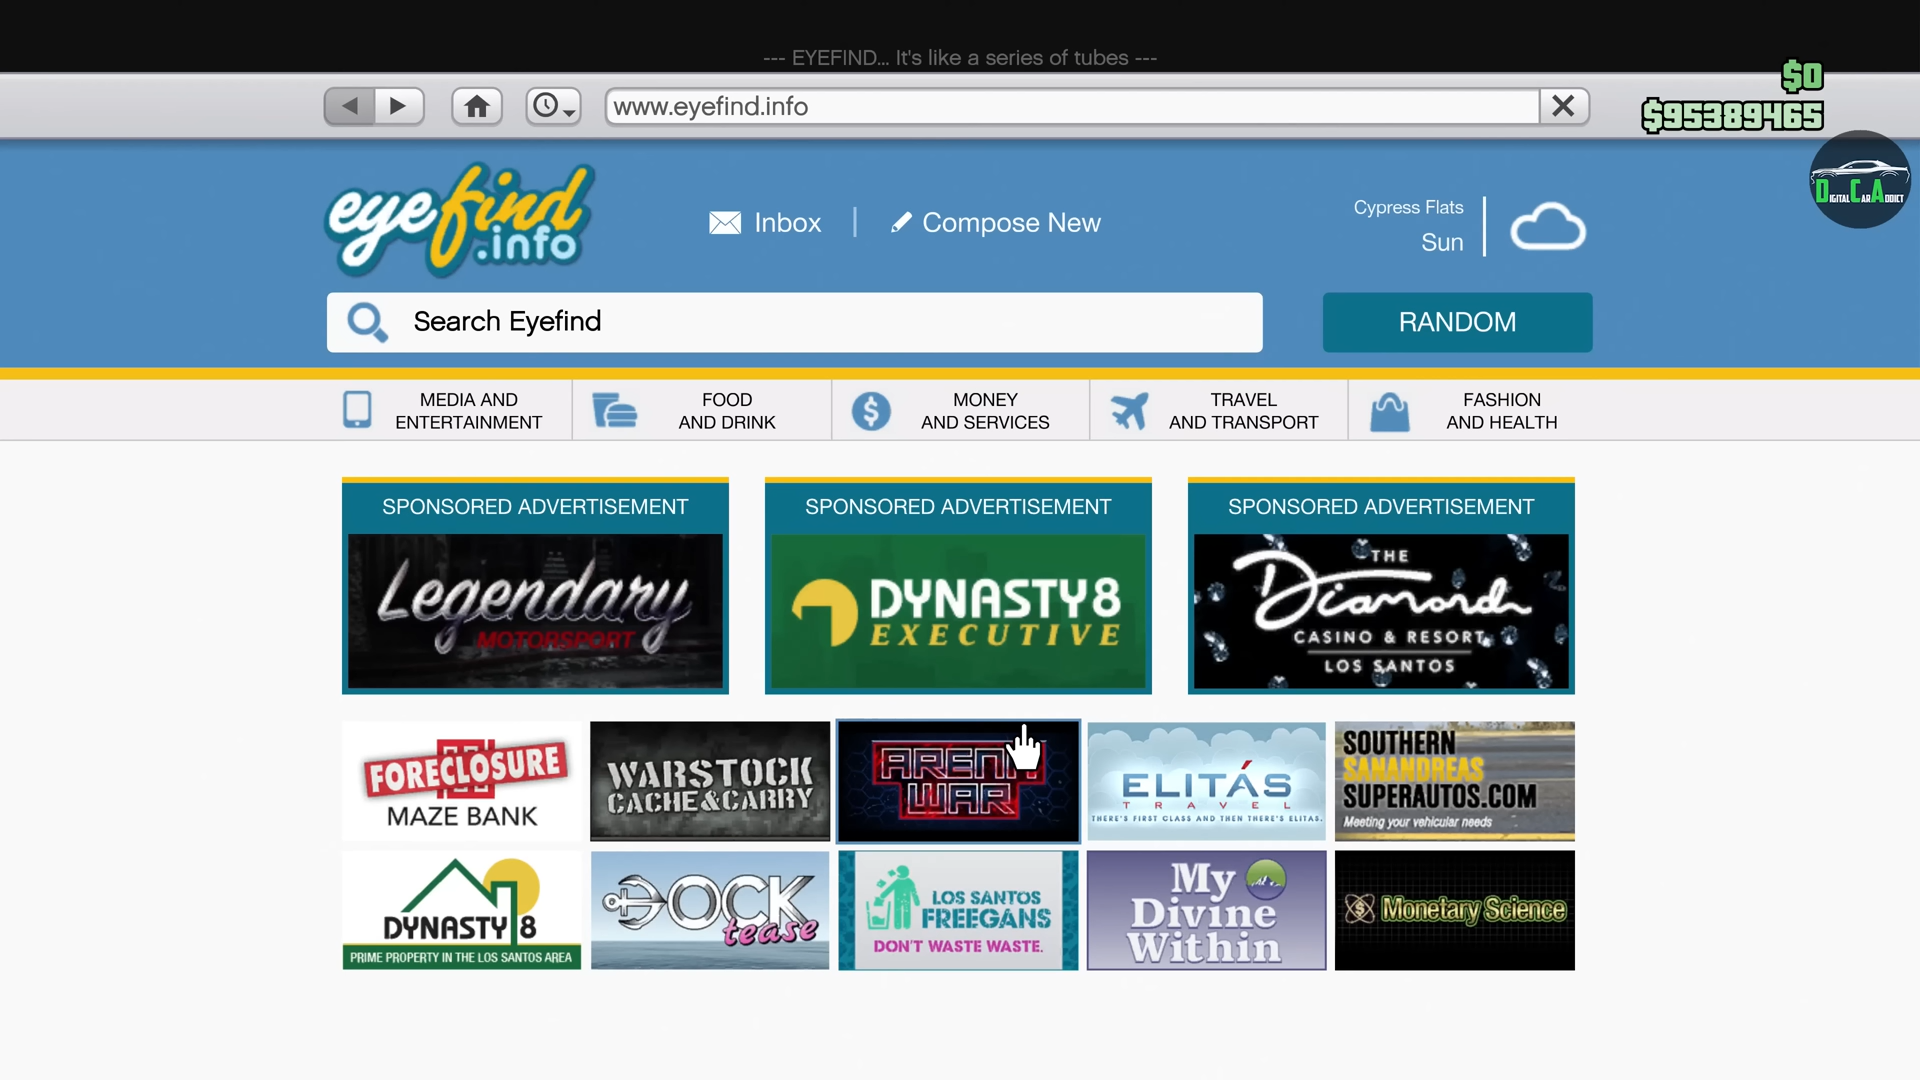 --- EYEFIND... It's like a series of tubes ---
$0
www.eyefind.info
$95389465
eyefind
.info
Inbox
Compose New
Cypress Flats
Sun
DIGITALCARADDICT
Search Eyefind
RANDOM
MEDIA AND
ENTERTAINMENT
FOOD
AND DRINK
MONEY
AND SERVICES
TRAVEL
AND TRANSPORT
FASHION
AND HEALTH
SPONSORED ADVERTISEMENT
Legendary
MOTORSPORT
SPONSORED ADVERTISEMENT
DYNASTY8
EXECUTIVE
SPONSORED ADVERTISEMENT
THE
Diamond
CASINO & RESORT
LOS SANTOS
FORECLOSURE
MAZE BANK
WARSTOCK
CACHE&CARRY
ARENA
WAR
ELITÁS
TRAVEL
THERE'S FIRST CLASS AND THEN THERE'S ELITAS.
SOUTHERN
SANANDREAS
SUPERAUTOS.COM
Meeting your vehicular needs
DYNASTY 8
PRIME PROPERTY IN THE LOS SANTOS AREA
DOCK
tease
LOS SANTOS
FREEGANS
DON'T WASTE WASTE.
My
Divine
Within
Monetary Science